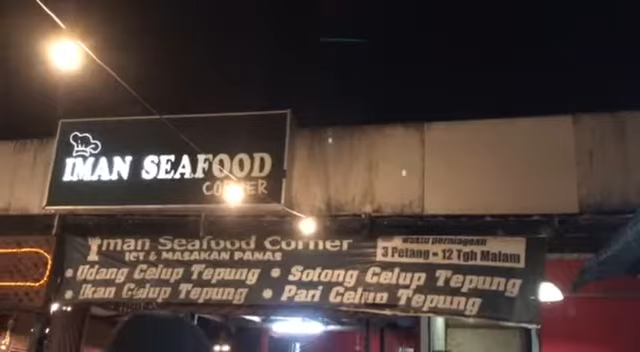 IMAN SEAFOOD
CORNER
Iman Seafood Corner
ICT & MASAKAN PANAS
Waktu perniagaan
3 Petang - 12 Tgh Malam
• Udang Celup Tepung • Sotong Celup Tepung
• Ikan Celup Tepung • Pari Celup Tepung